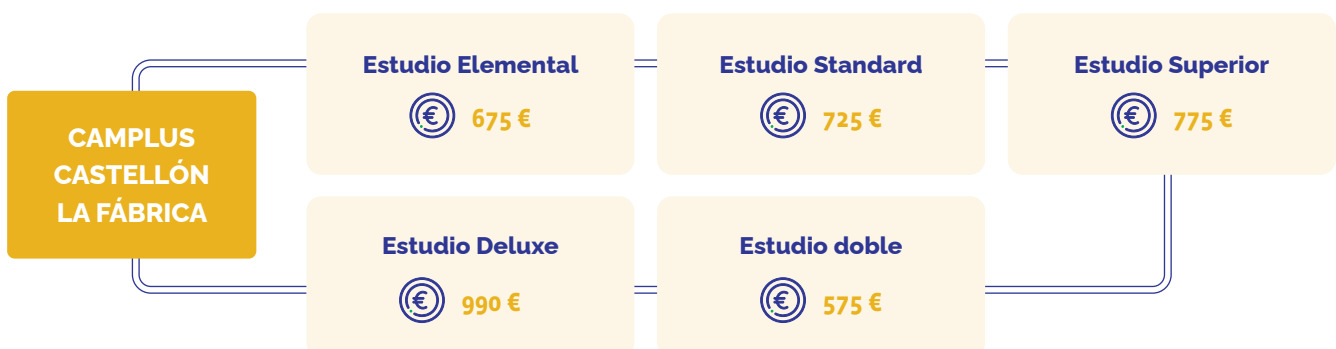 CAMPLUS
CASTELLÓN
LA FÁBRICA
Estudio Elemental
€ 675 €
Estudio Standard
€ 725 €
Estudio Superior
€ 775 €
Estudio Deluxe
€ 990 €
Estudio doble
€ 575 €